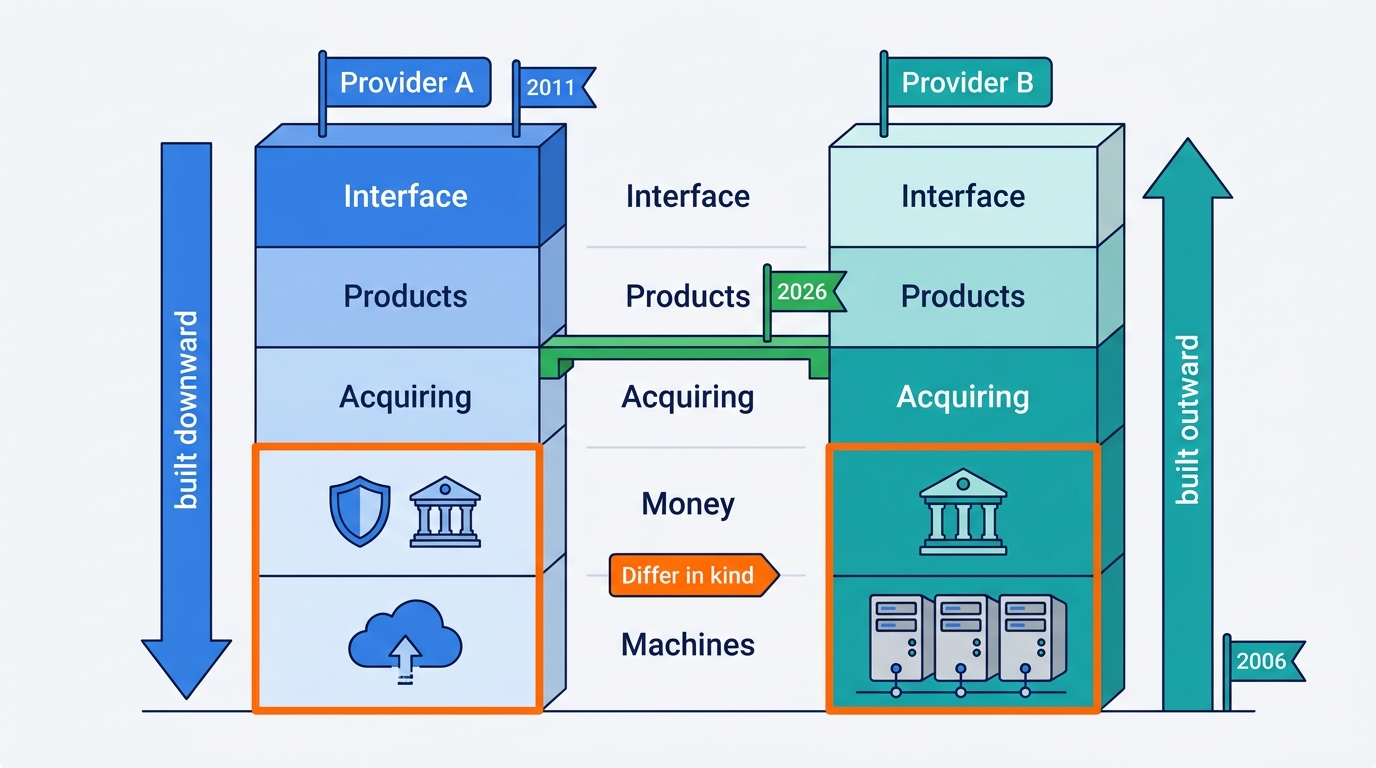 Provider A
2011
Provider B
Interface
Interface
Interface
Products
Products
2026
Products
Acquiring
Acquiring
Acquiring
built downward
built outward
Money
Differ in kind
Machines
2006